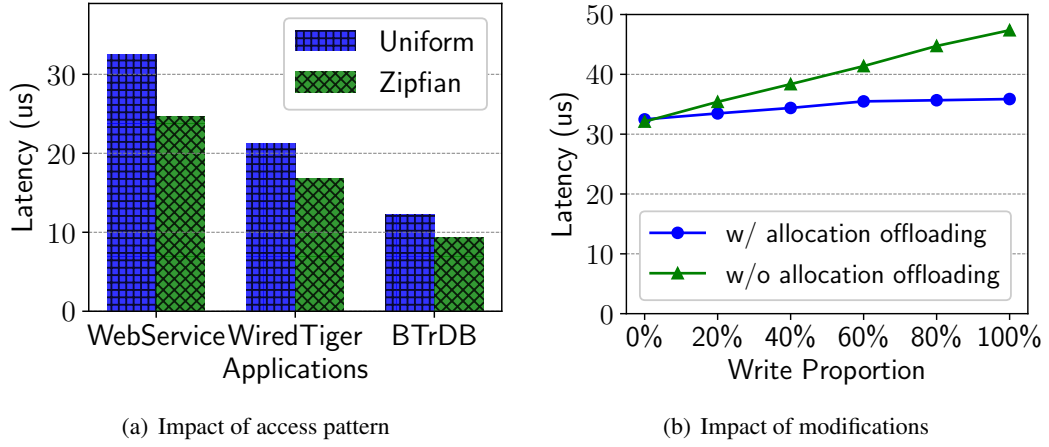 Uniform
Zipfian
Latency (us)
30
20
10
0
WebService WiredTiger BTrDB
Applications
(a) Impact of access pattern
50
40
30
20
10
0
Latency (us)
w/ allocation offloading
w/o allocation offloading
0% 20% 40% 60% 80% 100%
Write Proportion
(b) Impact of modifications